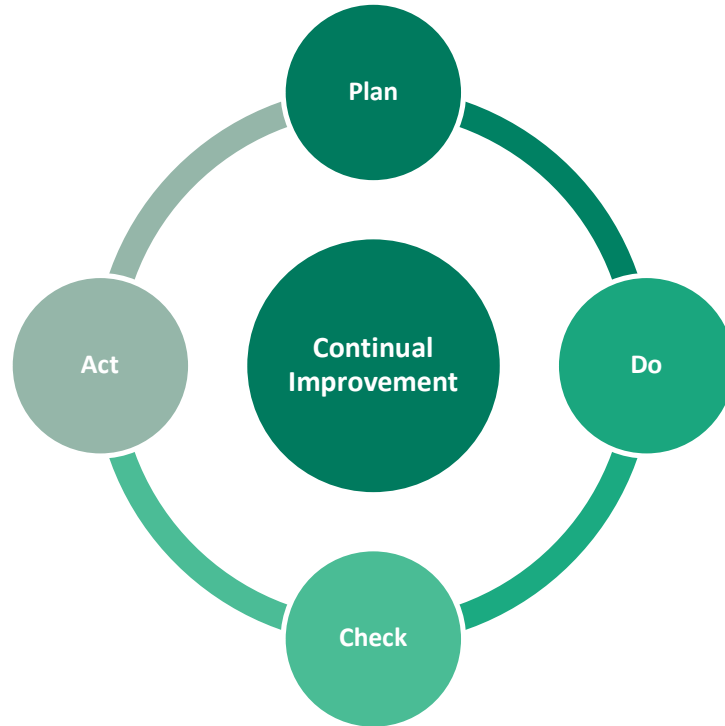 Plan
Continual
Improvement
Act
Do
Check